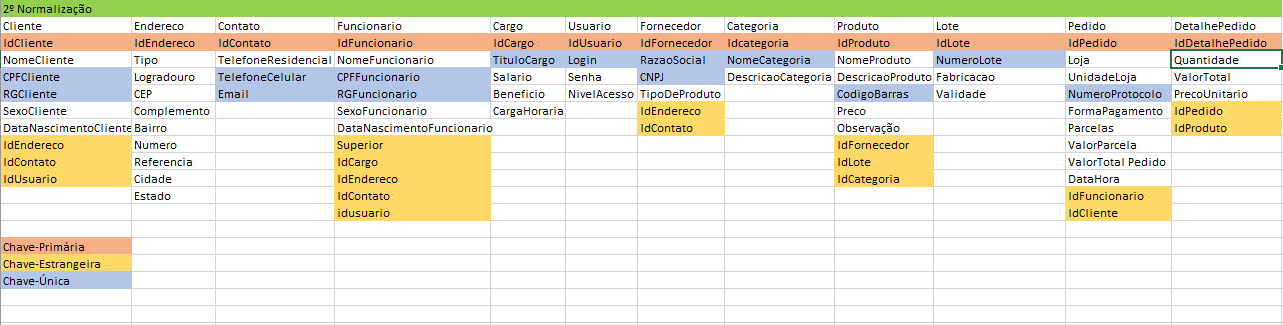 2º Normalização
Cliente Endereco Contato Funcionario Cargo Usuario Fornecedor Categoria Produto Lote Pedido DetalhePedido
IdCliente IdEndereco IdContato IdFuncionario IdCargo IdUsuario IdFornecedor Idcategoria IdProduto IdLote IdPedido IdDetalhePedido
NomeCliente Tipo TelefoneResidencial NomeFuncionario TituloCargo Login RazaoSocial NomeCategoria NomeProduto NumeroLote Loja Quantidade
CPFCliente Logradouro TelefoneCelular CPFFuncionario Salario Senha CNPJ DescricaoCategoria DescricaoProduto Fabricacao UnidadeLoja ValorTotal
RGCliente CEP Email RGFuncionario Beneficio NivelAcesso TipoDeProduto CodigoBarras Validade NumeroProtocolo PrecoUnitario
SexoCliente Complemento SexoFuncionario CargaHoraria IdEndereco Preco FormaPagamento IdPedido
DataNascimentoCliente Bairro DataNascimentoFuncionario IdContato Observação Parcelas IdProduto
IdEndereco Numero Superior IdFornecedor ValorParcela
IdContato Referencia IdCargo IdLote ValorTotal Pedido
IdUsuario Cidade IdEndereco IdCategoria DataHora
Estado IdContato IdFuncionario
idusuario IdCliente
Chave-Primária
Chave-Estrangeira
Chave-Única